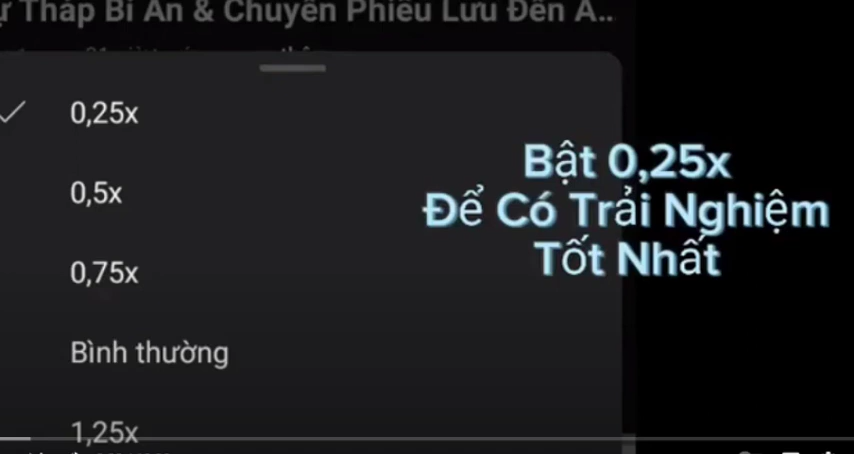 Tháp Bí Ẩn & Chuyến Phiêu Lưu Đến A...
0,25x
0,5x
0,75x
Bình thường
1,25x
Bật 0,25x
Để Có Trải Nghiệm
Tốt Nhất